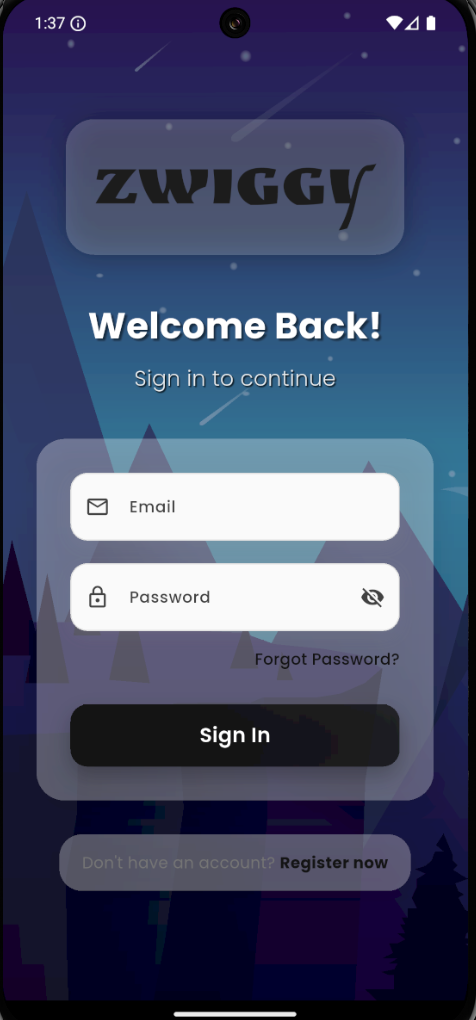 1:37
ZWIGGY
Welcome Back!
Sign in to continue
Email
Password
Forgot Password?
Sign In
Don't have an account? Register now